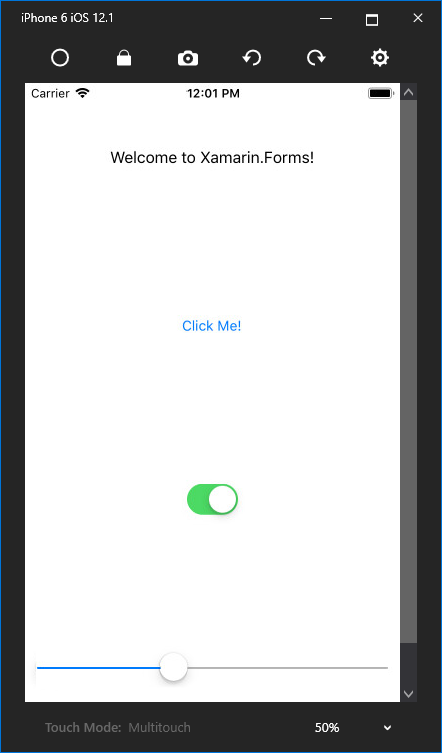 iPhone 6 iOS 12.1
Carrier 12:01 PM
Welcome to Xamarin.Forms!
Click Me!
Touch Mode: Multitouch 50%